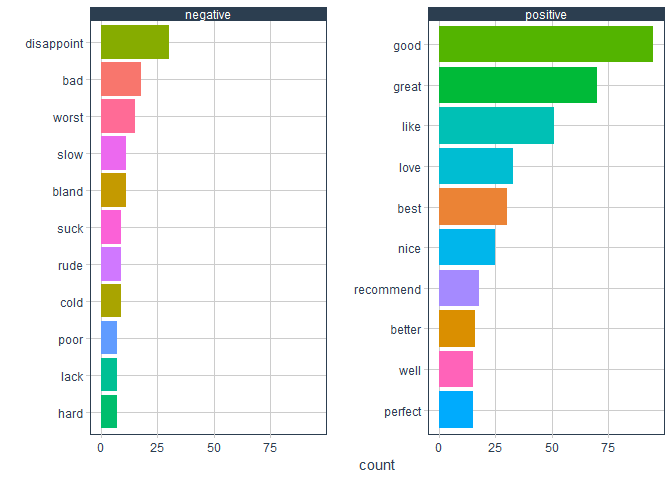 negative
disappoint
bad
worst
slow
bland
suck
rude
cold
poor
lack
hard
0 25 50 75
positive
good
great
like
love
best
nice
recommend
better
well
perfect
0 25 50 75
count